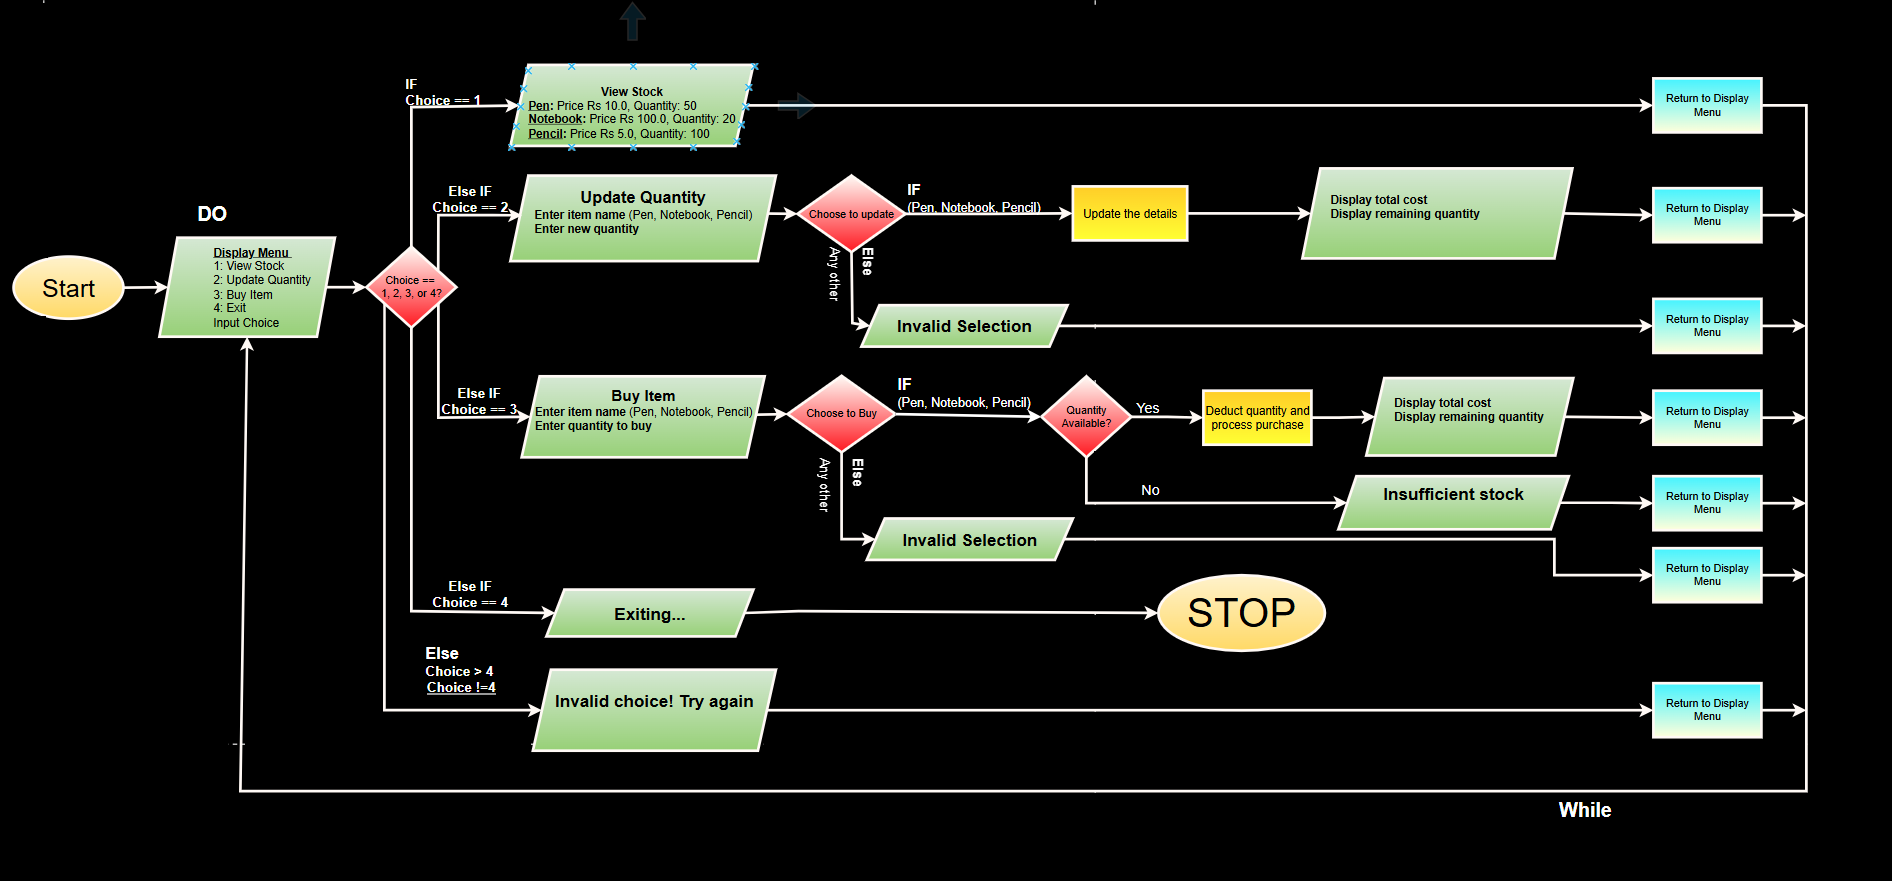 IF
Choice == 1
View Stock
Pen: Price Rs 10.0, Quantity: 50
Notebook: Price Rs 100.0, Quantity: 20
Pencil: Price Rs 5.0, Quantity: 100
Return to Display
Menu
Else IF
Choice == 2
Update Quantity
Enter item name (Pen, Notebook, Pencil)
Enter new quantity
Choose to update
IF
(Pen, Notebook, Pencil)
Update the details
Display total cost
Display remaining quantity
Return to Display
Menu
Else
Any other
Invalid Selection
Return to Display
Menu
DO
Start
Display Menu
1: View Stock
2: Update Quantity
3: Buy Item
4: Exit
Input Choice
Choice ==
1, 2, 3, or 4?
Else IF
Choice == 3
Buy Item
Enter item name (Pen, Notebook, Pencil)
Enter quantity to buy
Choose to Buy
IF
(Pen, Notebook, Pencil)
Quantity
Available?
Yes
Deduct quantity and
process purchase
Display total cost
Display remaining quantity
Return to Display
Menu
No
Insufficient stock
Return to Display
Menu
Else
Any other
Invalid Selection
Return to Display
Menu
Else IF
Choice == 4
Exiting...
STOP
Else
Choice > 4
Choice !=4
Invalid choice! Try again
Return to Display
Menu
While